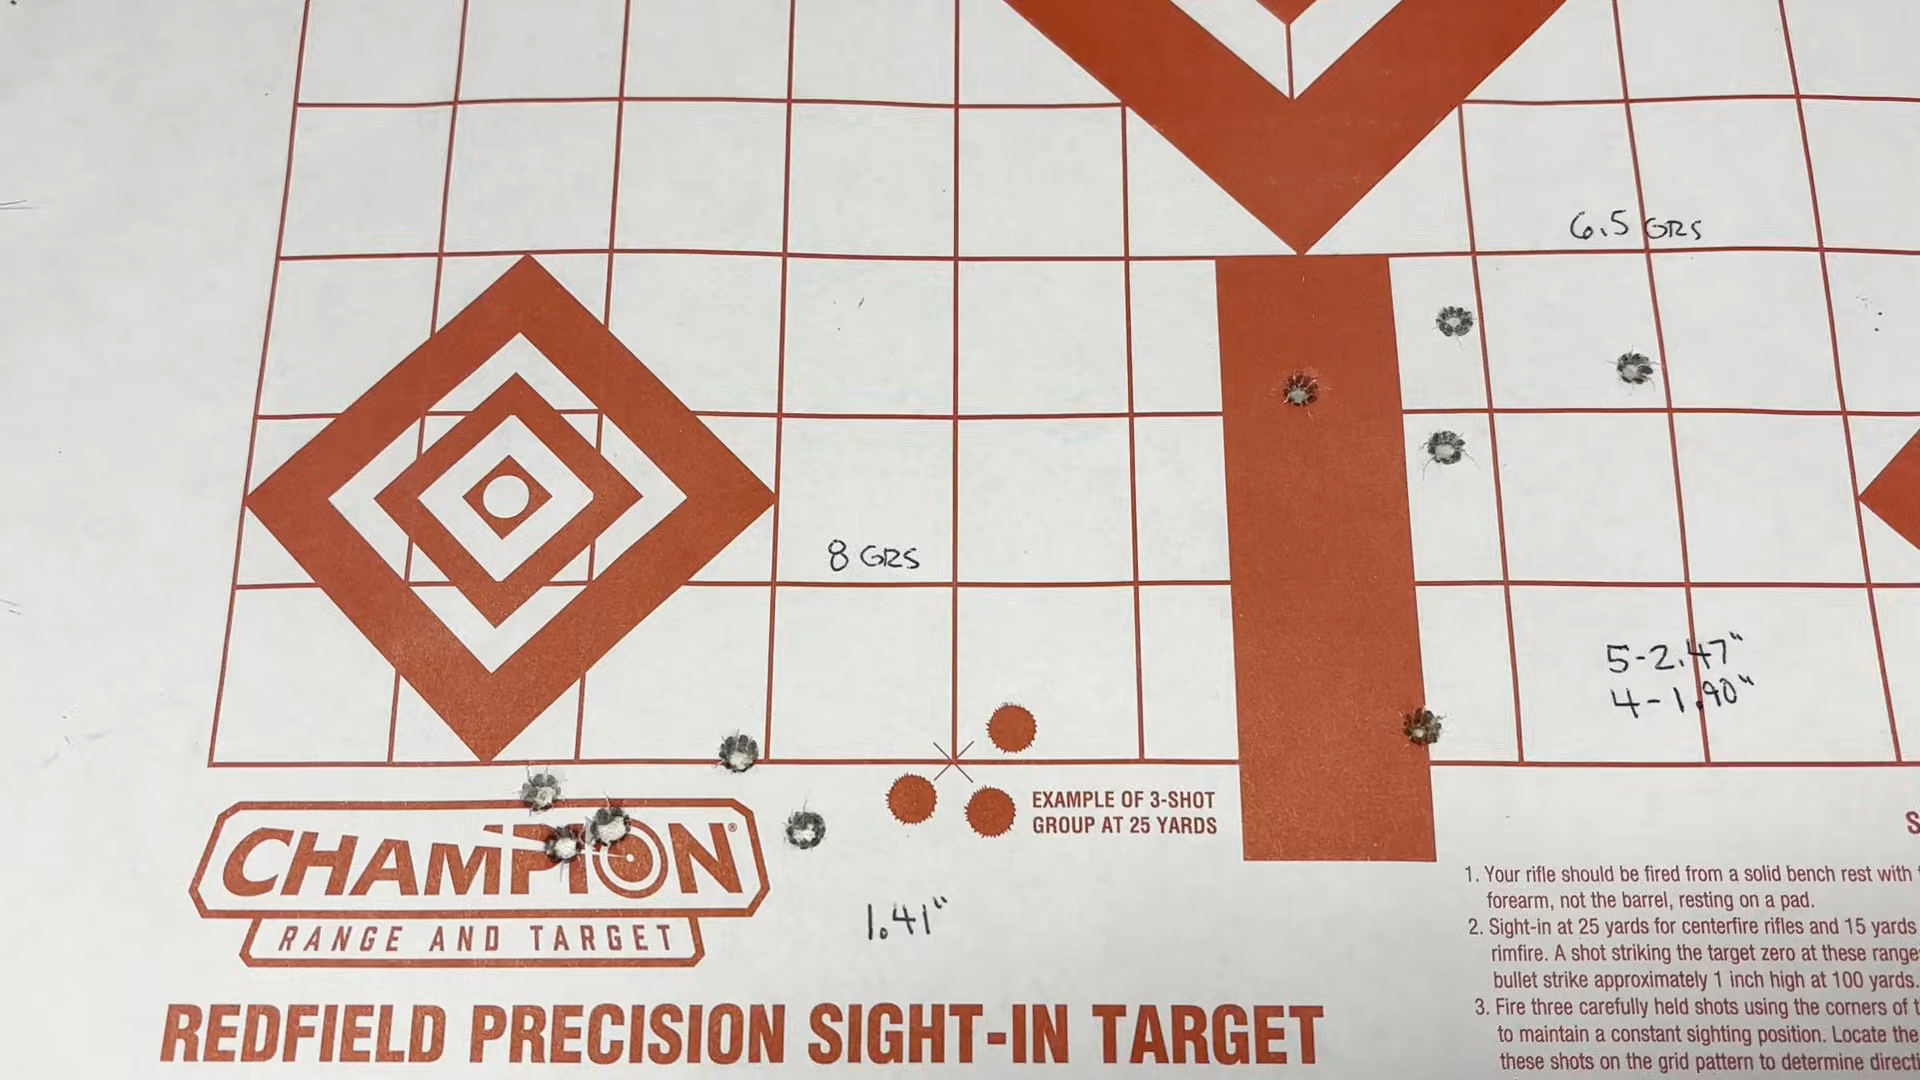 6.5 GRS
8 GRS
5-2.47"
4-1.90"
EXAMPLE OF 3-SHOT
GROUP AT 25 YARDS
CHAMPION®
RANGE AND TARGET
1.41"
REDFIELD PRECISION SIGHT-IN TARGET
S
1. Your rifle should be fired from a solid bench rest with
forearm, not the barrel, resting on a pad.
2. Sight-in at 25 yards for centerfire rifles and 15 yards
rimfire. A shot striking the target zero at these range
bullet strike approximately 1 inch high at 100 yards.
3. Fire three carefully held shots using the corners of
to maintain a constant sighting position. Locate the
these shots on the grid pattern to determine directi